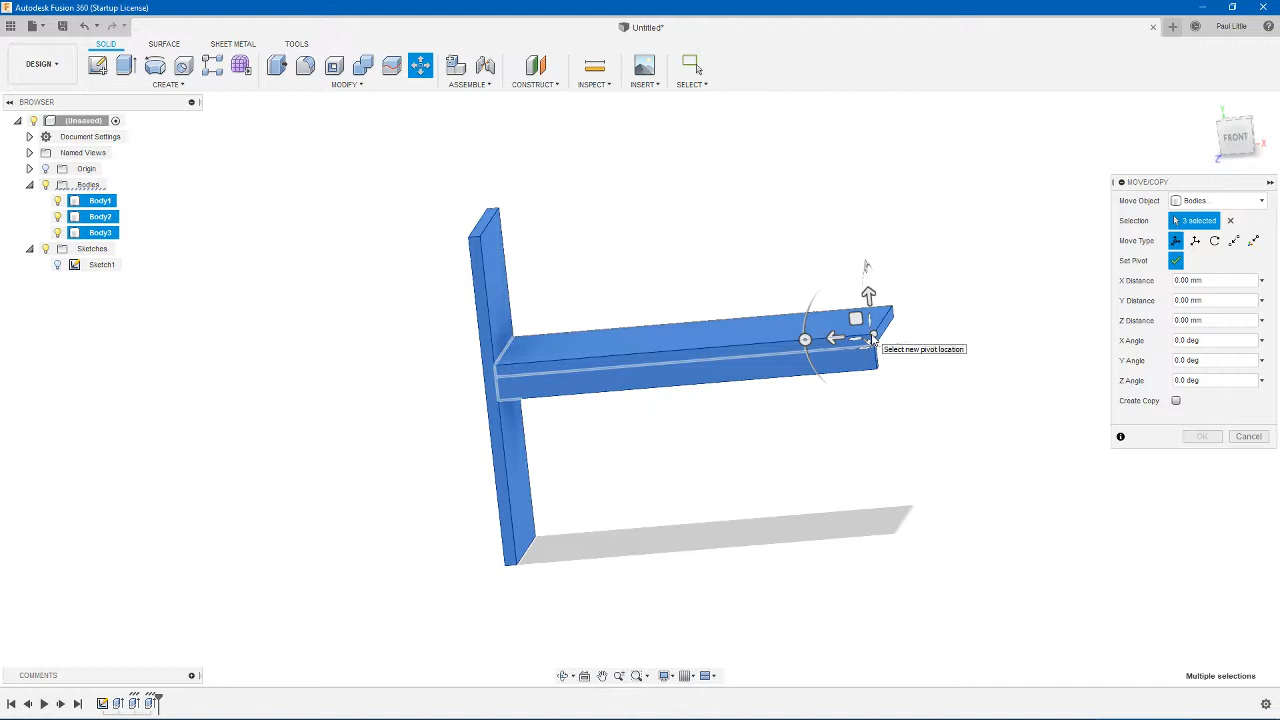 Autodesk Fusion 360 (Startup License)
Untitled*
Paul Little
SOLID SURFACE SHEET METAL TOOLS
DESIGN
CREATE MODIFY ASSEMBLE CONSTRUCT INSPECT INSERT SELECT
BROWSER
(Unsaved)
Document Settings
Named Views
Origin
Bodies
Body1
Body2
Body3
Sketches
Sketch1
Y
FRONT
X
Z
MOVE/COPY
Move Object Bodies
Selection 3 selected
Move Type
Set Pivot
X Distance 0.00 mm
Y Distance 0.00 mm
Z Distance 0.00 mm
X Angle 0.0 deg
Y Angle 0.0 deg
Z Angle 0.0 deg
Create Copy
OK Cancel
Select new pivot location
COMMENTS
Multiple selections